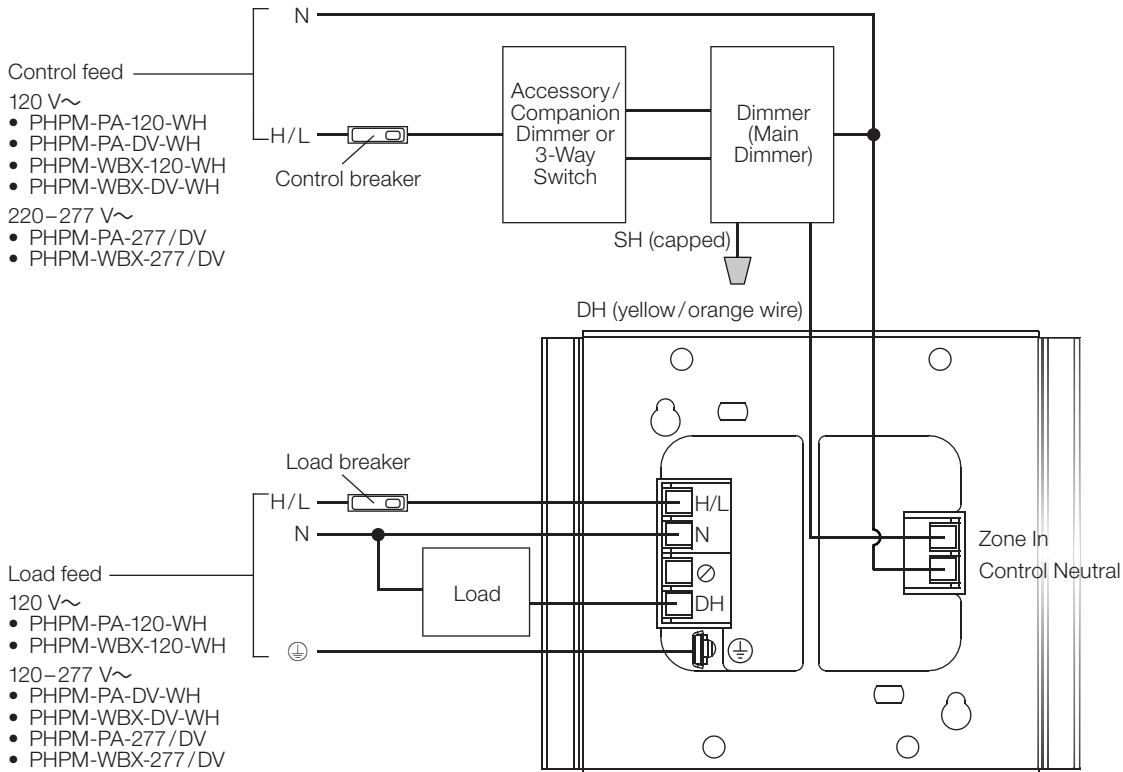 N
Control feed
120 V～
• PHPM-PA-120-WH
• PHPM-PA-DV-WH
• PHPM-WBX-120-WH
• PHPM-WBX-DV-WH
220–277 V～
• PHPM-PA-277/DV
• PHPM-WBX-277/DV
H/L
Control breaker
Accessory/
Companion
Dimmer or
3-Way
Switch
Dimmer
(Main
Dimmer)
SH (capped)
DH (yellow/orange wire)
Load breaker
H/L
N
Load feed
120 V～
• PHPM-PA-120-WH
• PHPM-WBX-120-WH
120–277 V～
• PHPM-PA-DV-WH
• PHPM-WBX-DV-WH
• PHPM-PA-277/DV
• PHPM-WBX-277/DV
Load
H/L
N
DH
Zone In
Control Neutral